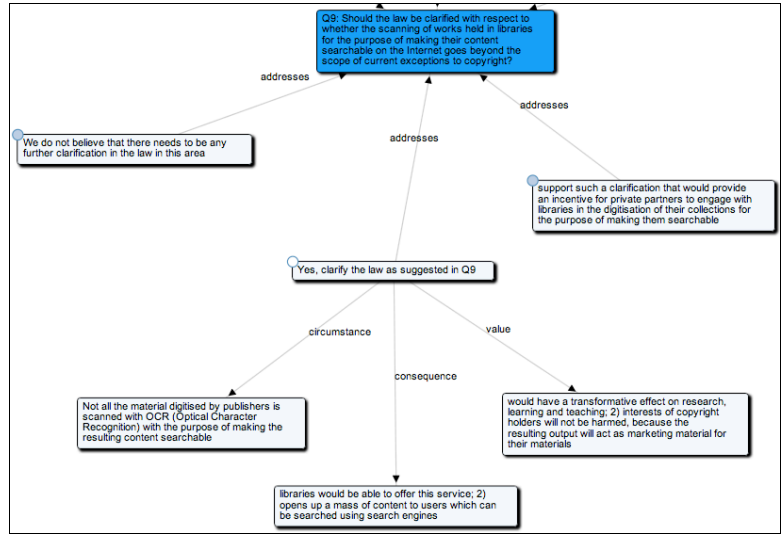 Q9: Should the law be clarified with respect to
whether the scanning of works held in libraries
for the purpose of making their content
searchable on the Internet goes beyond the
scope of current exceptions to copyright?
addresses
addresses
addresses
We do not believe that there needs to be any
further clarification in the law in this area
support such a clarification that would provide
an incentive for private partners to engage with
libraries in the digitisation of their collections for
the purpose of making them searchable
Yes, clarify the law as suggested in Q9
circumstance
value
consequence
Not all the material digitised by publishers is
scanned with OCR (Optical Character
Recognition) with the purpose of making the
resulting content searchable
would have a transformative effect on research,
learning and teaching; 2) interests of copyright
holders will not be harmed, because the
resulting output will act as marketing material for
their materials
libraries would be able to offer this service; 2)
opens up a mass of content to users which can
be searched using search engines